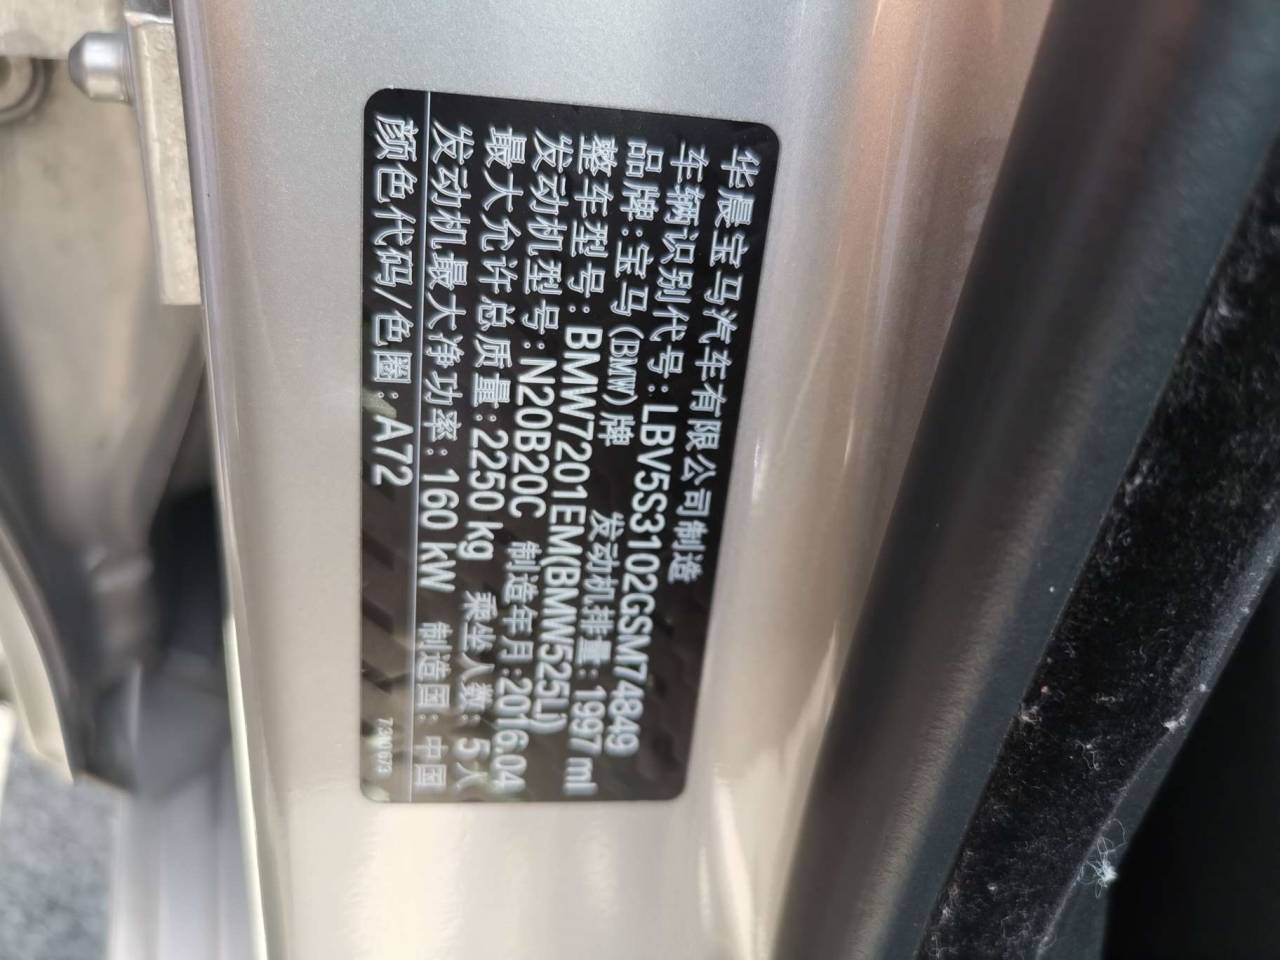 华晨宝马汽车有限公司制造
车辆识别代号:LBV5S3102GSM74849
品牌:宝马(BMW)牌 发动机排量:1997 ml
整车型号:BMW7201EM(BMW525Li)
发动机型号:N20B20C 制造年月:2016.04
最大允许总质量:2250 kg 乘坐人数:5人
发动机最大净功率:160 kW 制造国:中国
颜色代码/色圈:A72